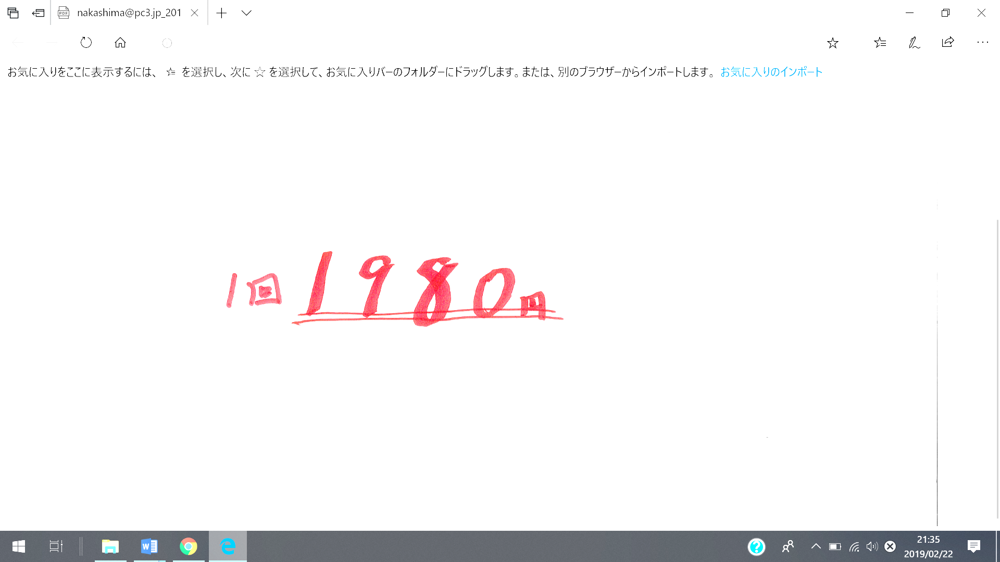 nakashima@pc3.jp_201
お気に入りをここに表示するには、 を選択し、次に ☆ を選択して、お気に入りバーのフォルダーにドラッグします。または、別のブラウザーからインポートします。 お気に入りのインポート
1回 1980円
21:35
2019/02/22